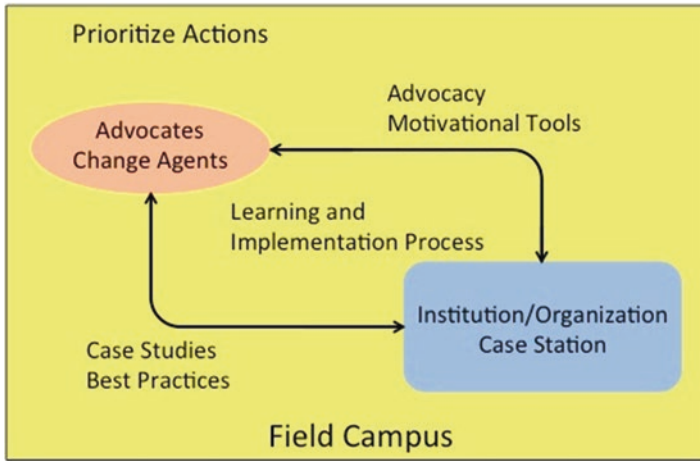 Prioritize Actions
Advocacy
Motivational Tools
Advocates
Change Agents
Learning and
Implementation Process
Institution/Organization
Case Station
Case Studies
Best Practices
Field Campus